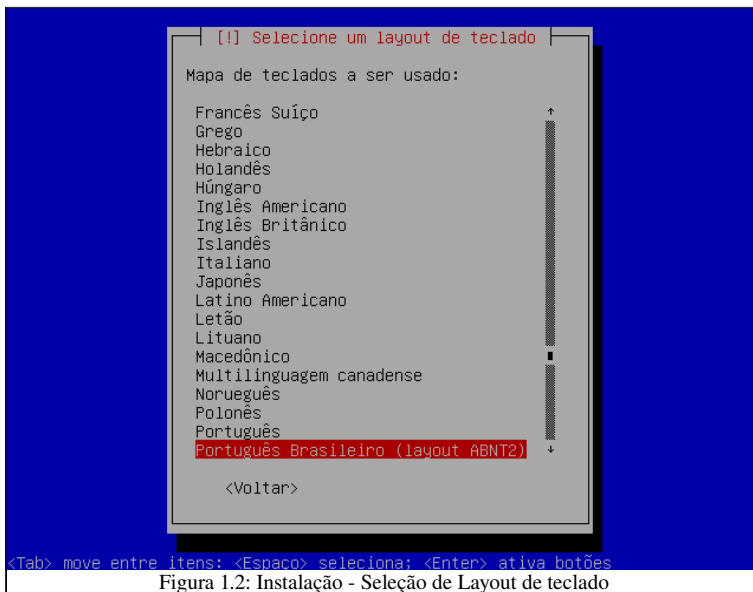 [!] Selecione um layout de teclado
Mapa de teclados a ser usado:
Francês Suíço
Grego
Hebraico
Holandês
Húngaro
Inglês Americano
Inglês Britânico
Islandês
Italiano
Japonês
Latino Americano
Letão
Lituano
Macedônico
Multilinguagem canadense
Norueguês
Polonês
Português
Português Brasileiro (layout ABNT2)
<Voltar>
<Tab> move entre itens: <Espaço> seleciona; <Enter> ativa botões
Figura 1.2: Instalação - Seleção de Layout de teclado